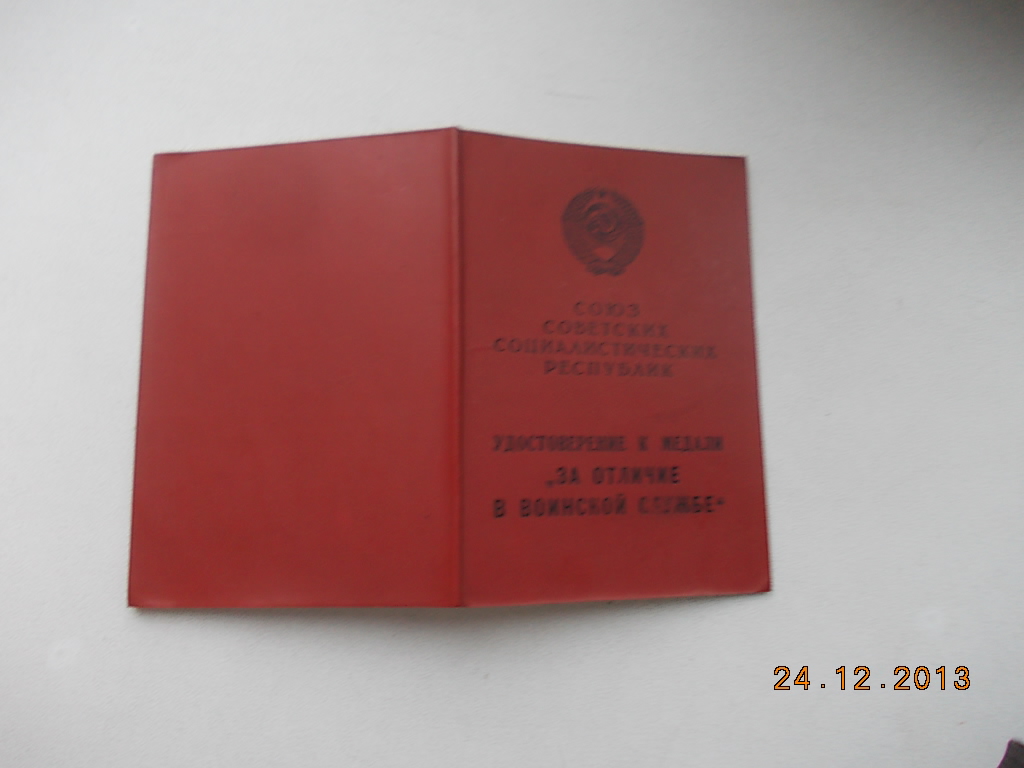 СОЮЗ
СОВЕТСКИХ
СОЦИАЛИСТИЧЕСКИХ
РЕСПУБЛИК
УДОСТОВЕРЕНИЕ К МЕДАЛИ
„ЗА ОТЛИЧИЕ
В ВОИНСКОЙ СЛУЖБЕ“
24.12.2013